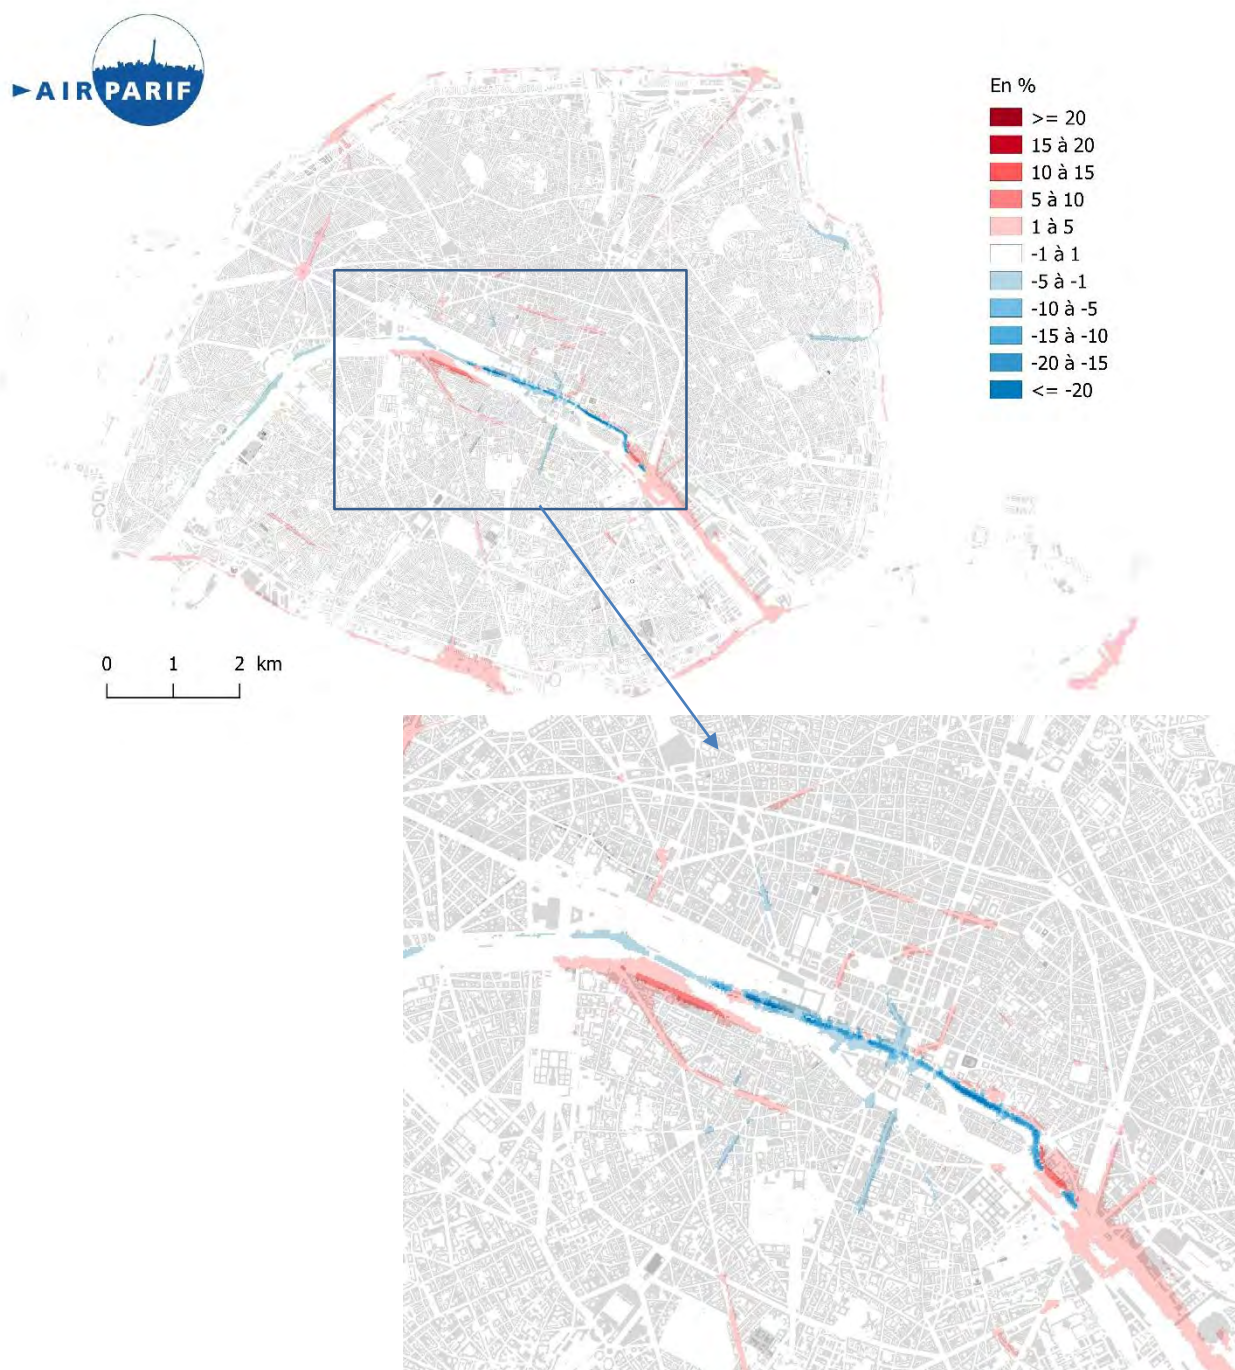 AIRPARIF
En %
>= 20
15 à 20
10 à 15
5 à 10
1 à 5
-1 à 1
-5 à -1
-10 à -5
-15 à -10
-20 à -15
<= -20
0 1 2 km